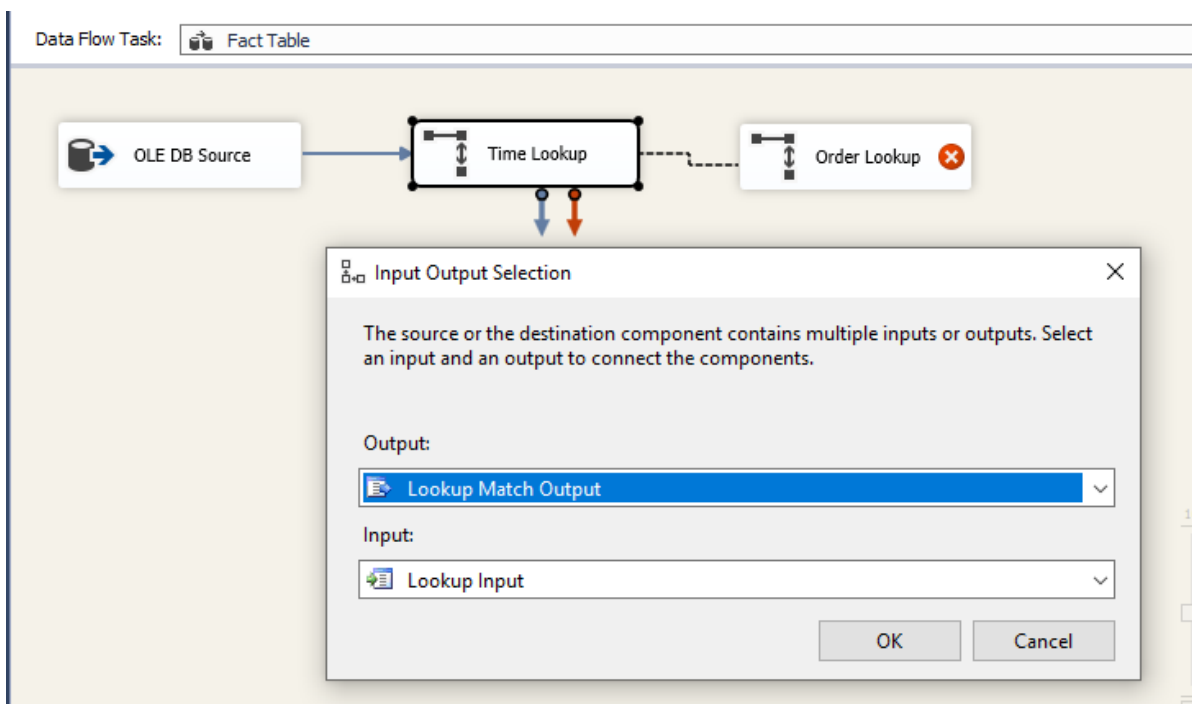 Data Flow Task: Fact Table
OLE DB Source
Time Lookup
Order Lookup
Input Output Selection
The source or the destination component contains multiple inputs or outputs. Select
an input and an output to connect the components.
Output:
Lookup Match Output
Input:
Lookup Input
OK Cancel